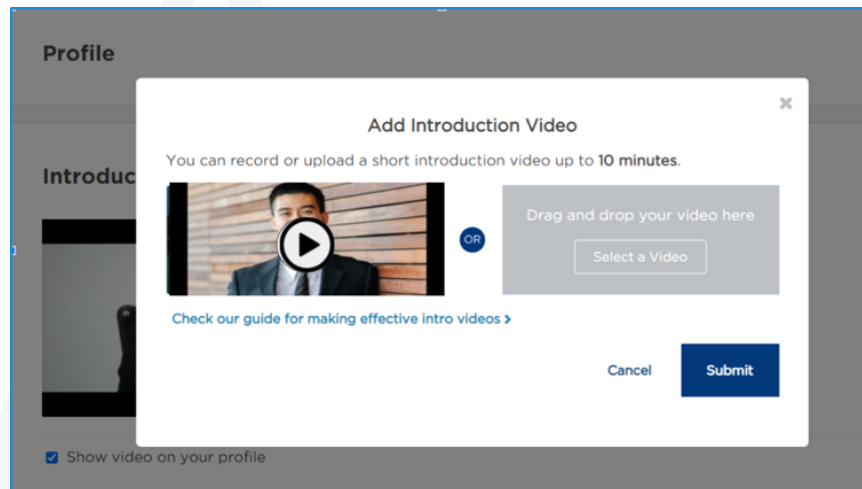 Profile
Add Introduction Video
You can record or upload a short introduction video up to 10 minutes.
Introduc
Drag and drop your video here
OR
Select a Video
Check our guide for making effective intro videos >
Cancel
Submit
Show video on your profile